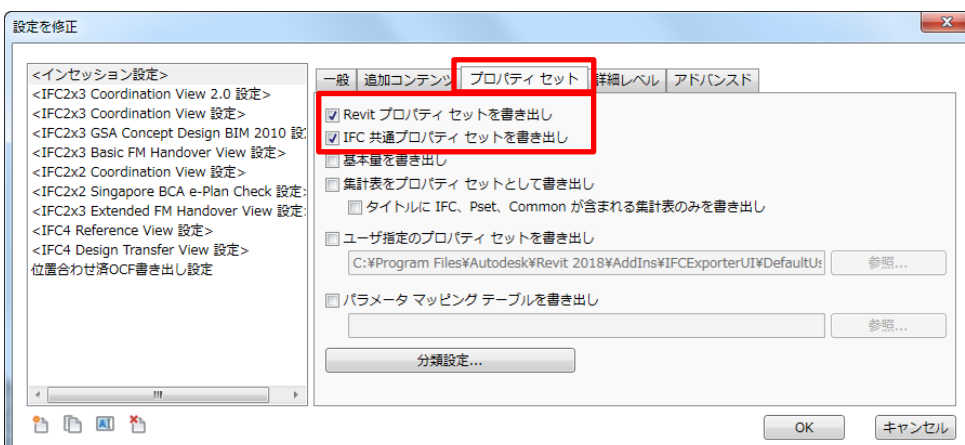 設定を修正
<インセッション設定>
<IFC2x3 Coordination View 2.0 設定>
<IFC2x3 Coordination View 設定>
<IFC2x3 GSA Concept Design BIM 2010 設
<IFC2x3 Basic FM Handover View 設定>
<IFC2x2 Coordination View 設定>
<IFC2x2 Singapore BCA e-Plan Check 設定>
<IFC2x3 Extended FM Handover View 設定>
<IFC4 Reference View 設定>
<IFC4 Design Transfer View 設定>
位置合わせ済OCF書き出し設定
一般 追加コンテンツ プロパティ セット 詳細レベル アドバンスド
Revit プロパティ セットを書き出し
IFC 共通プロパティ セットを書き出し
基本量を書き出し
集計表をプロパティ セットとして書き出し
タイトルに IFC、Pset、Common が含まれる集計表のみを書き出し
ユーザ指定のプロパティ セットを書き出し
C:¥Program Files¥Autodesk¥Revit 2018¥AddIns¥IFCExporterUI¥DefaultUs 参照...
パラメータ マッピング テーブルを書き出し
参照...
分類設定...
OK キャンセル